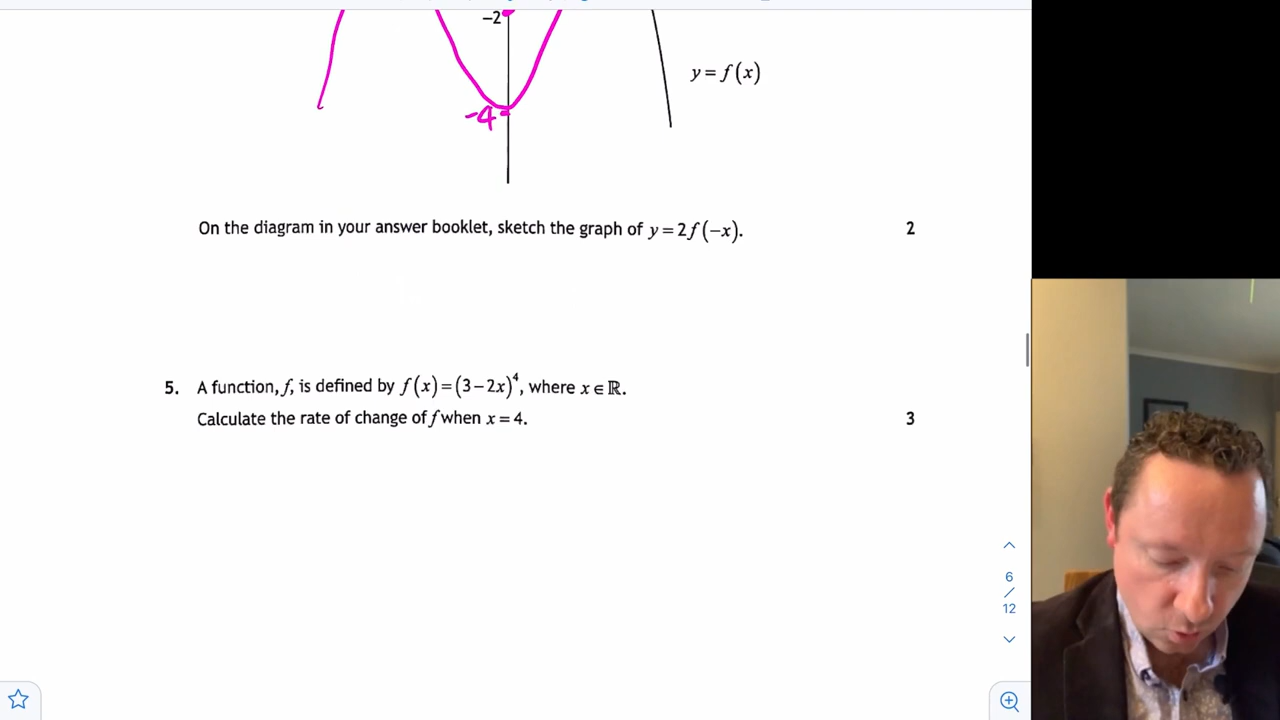 −2
y = f(x)
-4
On the diagram in your answer booklet, sketch the graph of y = 2f(−x). 2
5. A function, f, is defined by f(x) = (3−2x)⁴, where x ∈ ℝ.
Calculate the rate of change of f when x = 4. 3
6
/
12